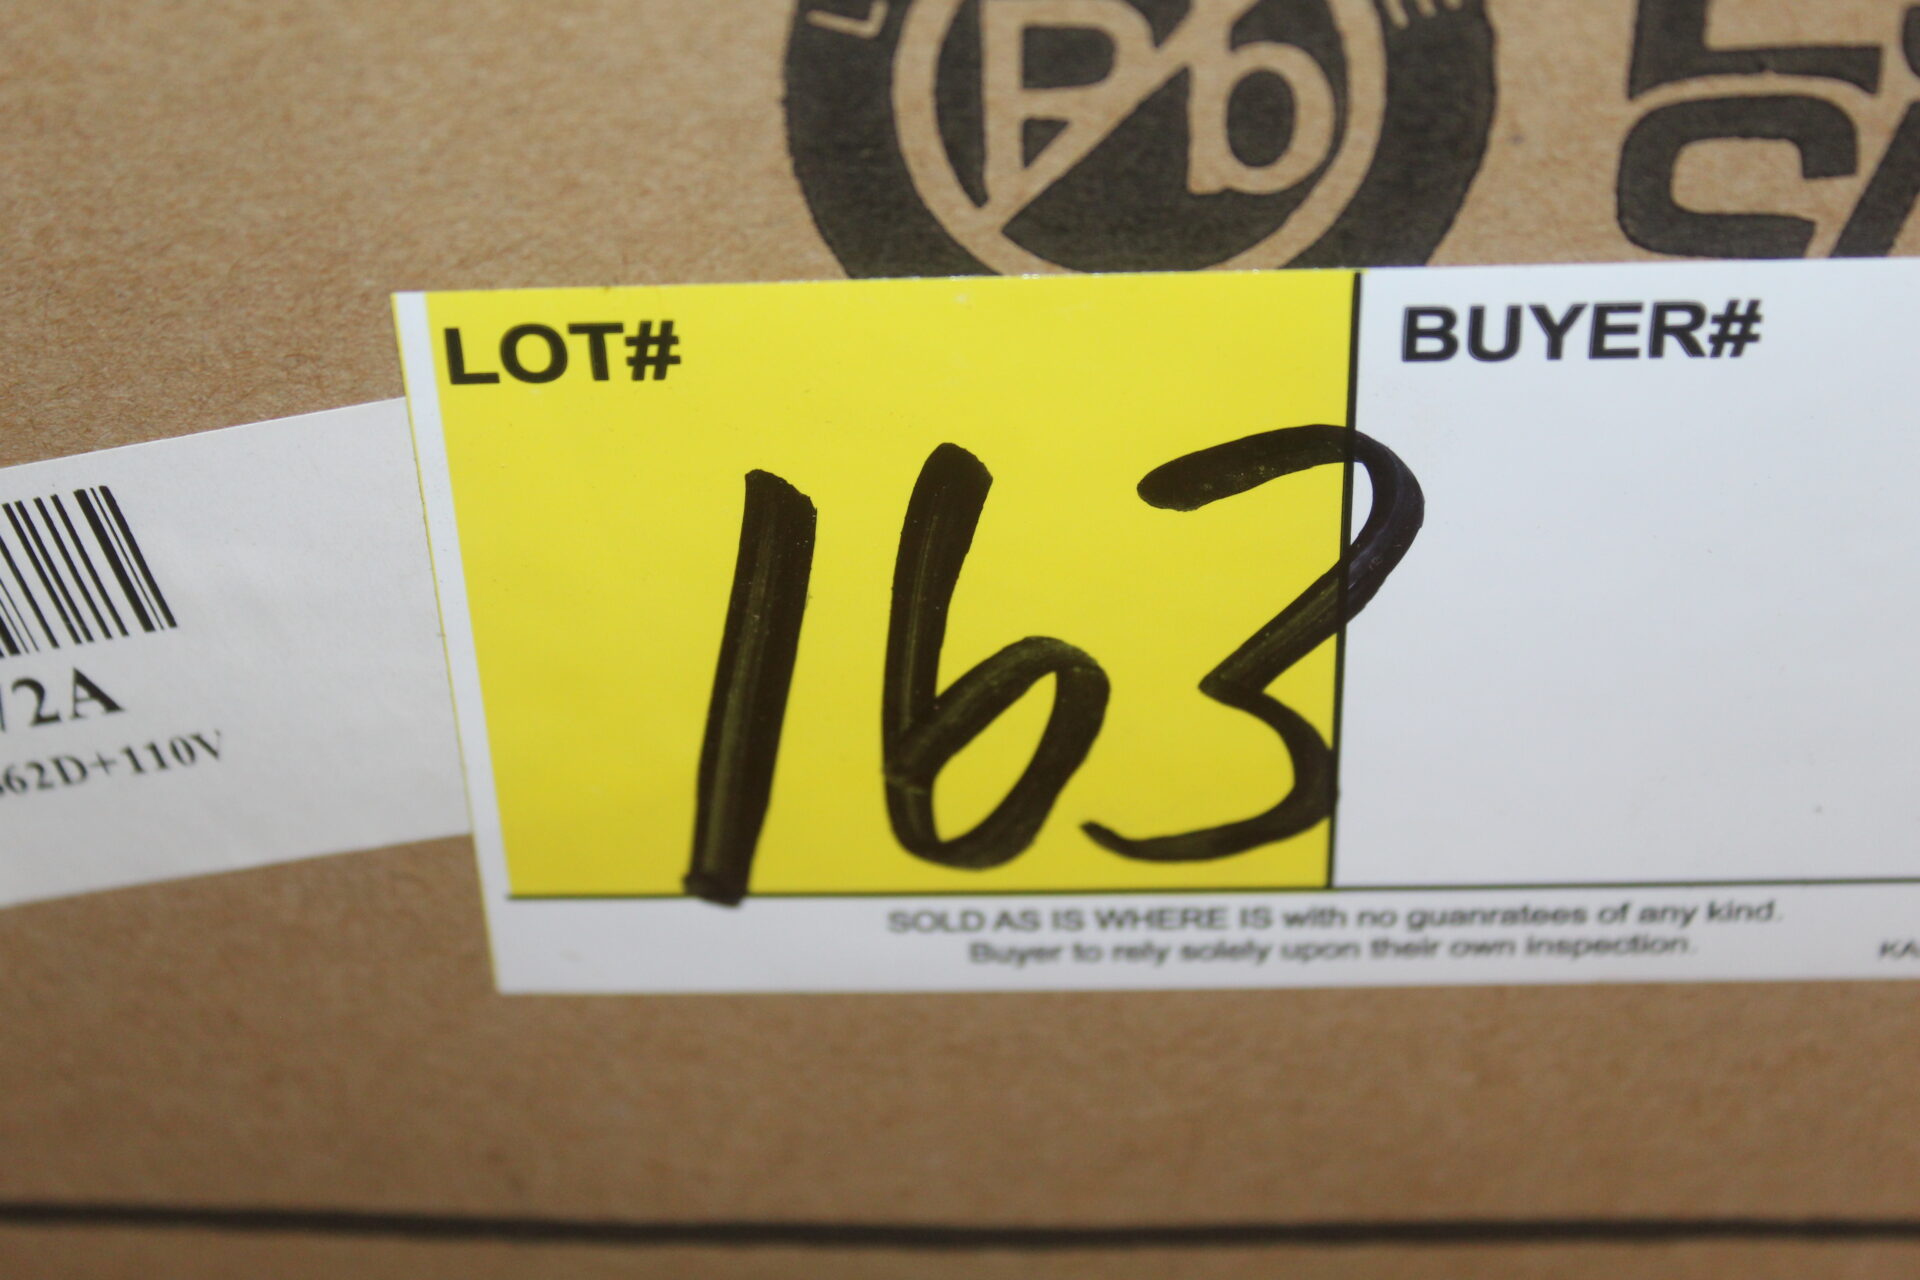 Pb
LOT#
BUYER#
163
/2A
62D+110V
SOLD AS IS WHERE IS with no guanratees of any kind.
Buyer to rely solely upon their own inspection.